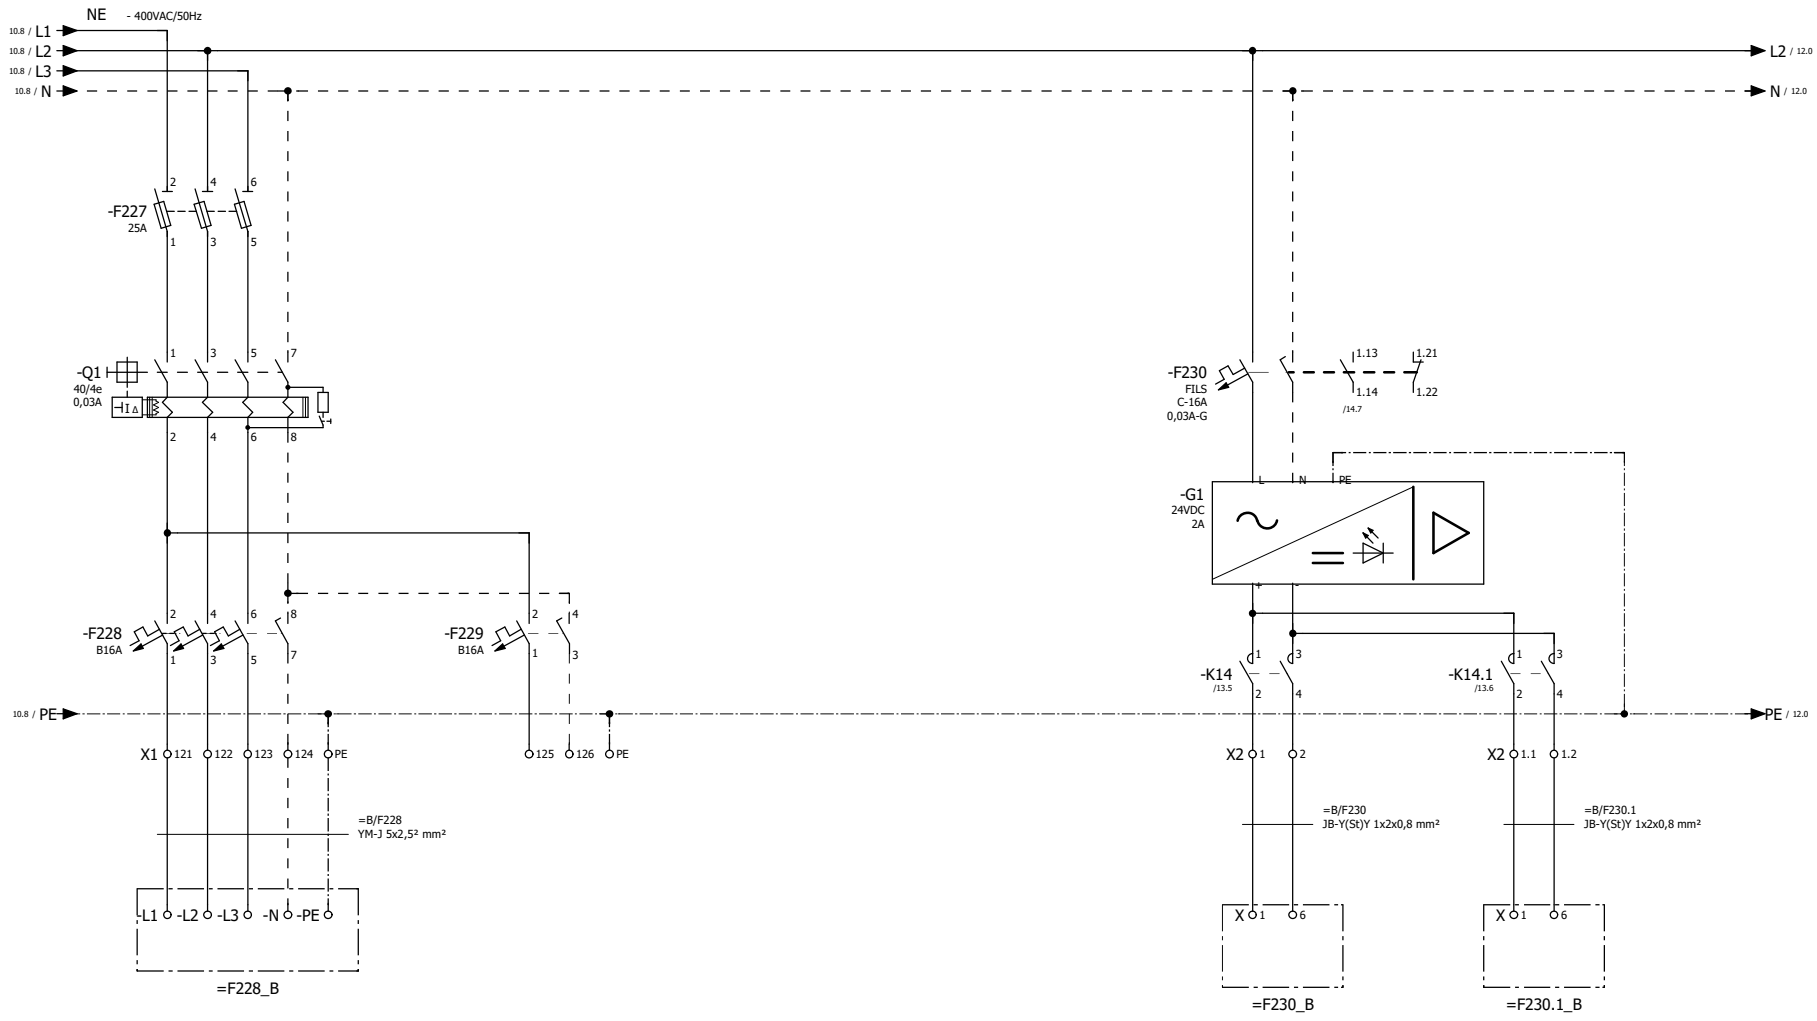 NE - 400VAC/50Hz
10.8 / L1
10.8 / L2
L2 / 12.0
10.8 / L3
10.8 / N
N / 12.0
2 4 6
-F227
25A
1 3 5
1 3 5 7
-Q1
40/4e
0,03A
I Δ
2 4 6 8
1.13 1.21
-F230
FILS
C-16A
0,03A-G
1.14 1.22
/14.7
L N PE
-G1
24VDC
2A
+ -
2 4 6 8
-F228
B16A
1 3 5 7
2 4
-F229
B16A
1 3
1 3
-K14
/13.5
2 4
1 3
-K14.1
/13.6
2 4
10.8 / PE
PE / 12.0
X1 121 122 123 124 PE
125 126 PE
X2 1 2
X2 1.1 1.2
=B/F228
YM-J 5x2,5² mm²
=B/F230
JB-Y(St)Y 1x2x0,8 mm²
=B/F230.1
JB-Y(St)Y 1x2x0,8 mm²
-L1 -L2 -L3 -N -PE
X 1 6
X 1 6
=F228_B
=F230_B
=F230.1_B